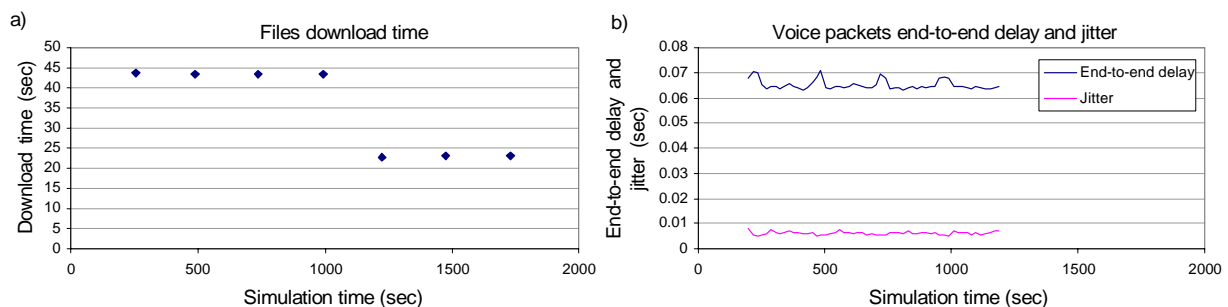 a)
Files download time
50
45
40
35
30
25
20
15
10
5
0
Download time (sec)
0 500 1000 1500 2000
Simulation time (sec)
b)
Voice packets end-to-end delay and jitter
0.08
0.07
0.06
0.05
0.04
0.03
0.02
0.01
0
End-to-end delay and
jitter (sec)
End-to-end delay
Jitter
0 500 1000 1500 2000
Simulation time (sec)